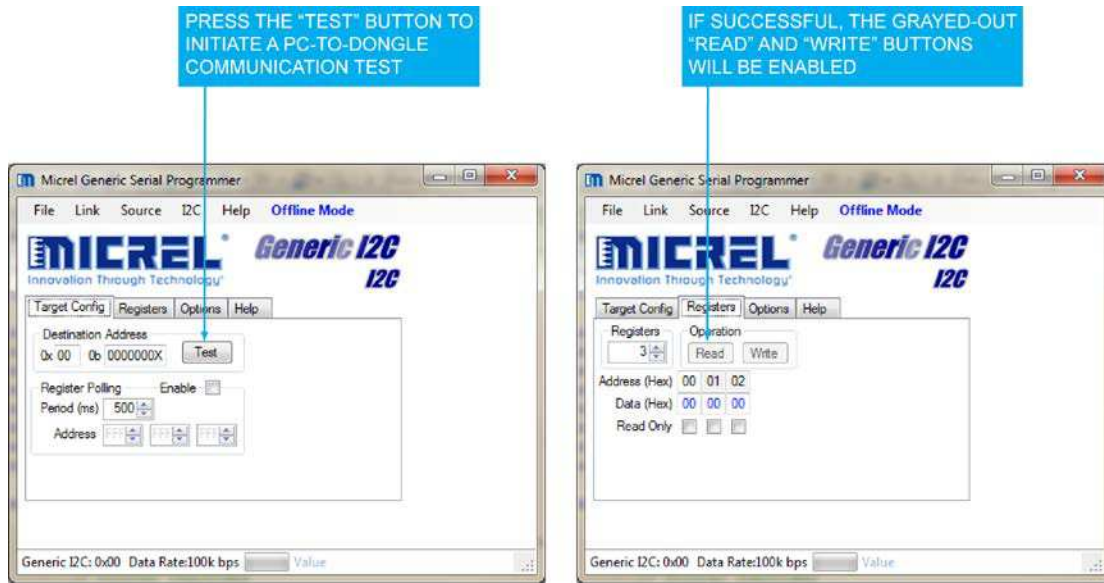 PRESS THE “TEST” BUTTON TO
INITIATE A PC-TO-DONGLE
COMMUNICATION TEST
IF SUCCESSFUL, THE GRAYED-OUT
“READ” AND “WRITE” BUTTONS
WILL BE ENABLED
Micrel Generic Serial Programmer
File Link Source I2C Help Offline Mode
MICREL
Innovation Through Technology
Generic I2C
I2C
Target Config Registers Options Help
Destination Address
0x 00 0b 0000000X Test
Register Polling Enable
Period (ms) 500
Address FFF FFF FFF
Generic I2C: 0x00 Data Rate:100k bps Value
Micrel Generic Serial Programmer
File Link Source I2C Help Offline Mode
MICREL
Innovation Through Technology
Generic I2C
I2C
Target Config Registers Options Help
Registers Operation
3 Read Write
Address (Hex) 00 01 02
Data (Hex) 00 00 00
Read Only
Generic I2C: 0x00 Data Rate:100k bps Value